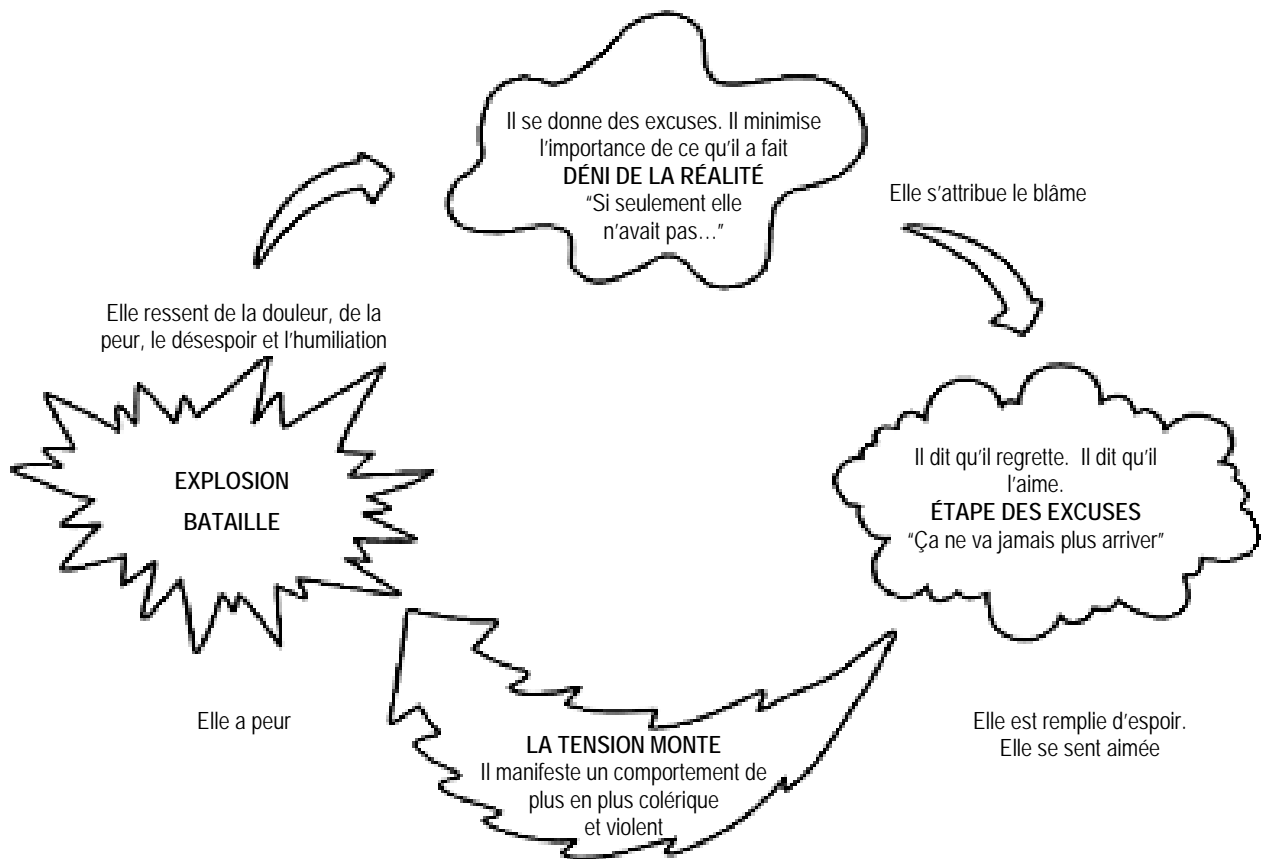 Il se donne des excuses. Il minimise
l'importance de ce qu'il a fait
DÉNI DE LA RÉALITÉ
“Si seulement elle
n'avait pas…”
Elle s'attribue le blâme
Elle ressent de la douleur, de la
peur, le désespoir et l'humiliation
EXPLOSION
BATAILLE
Il dit qu'il regrette. Il dit qu'il
l'aime.
ÉTAPE DES EXCUSES
“Ça ne va jamais plus arriver”
Elle a peur
LA TENSION MONTE
Il manifeste un comportement de
plus en plus colérique
et violent
Elle est remplie d'espoir.
Elle se sent aimée